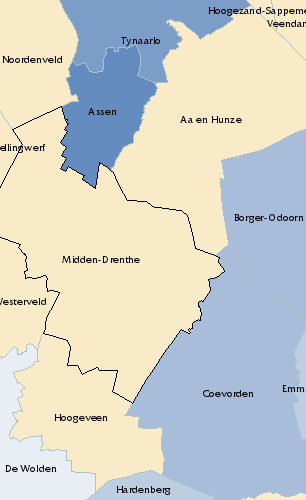 Hoogezand-Sappeme
Veendam
Tynaarlo
Noordenveld
Assen
Aa en Hunze
ellingwerf
Borger-Odoorn
Midden-Drenthe
Westerveld
Emm
Coevorden
Hoogeveen
De Wolden
Hardenberg